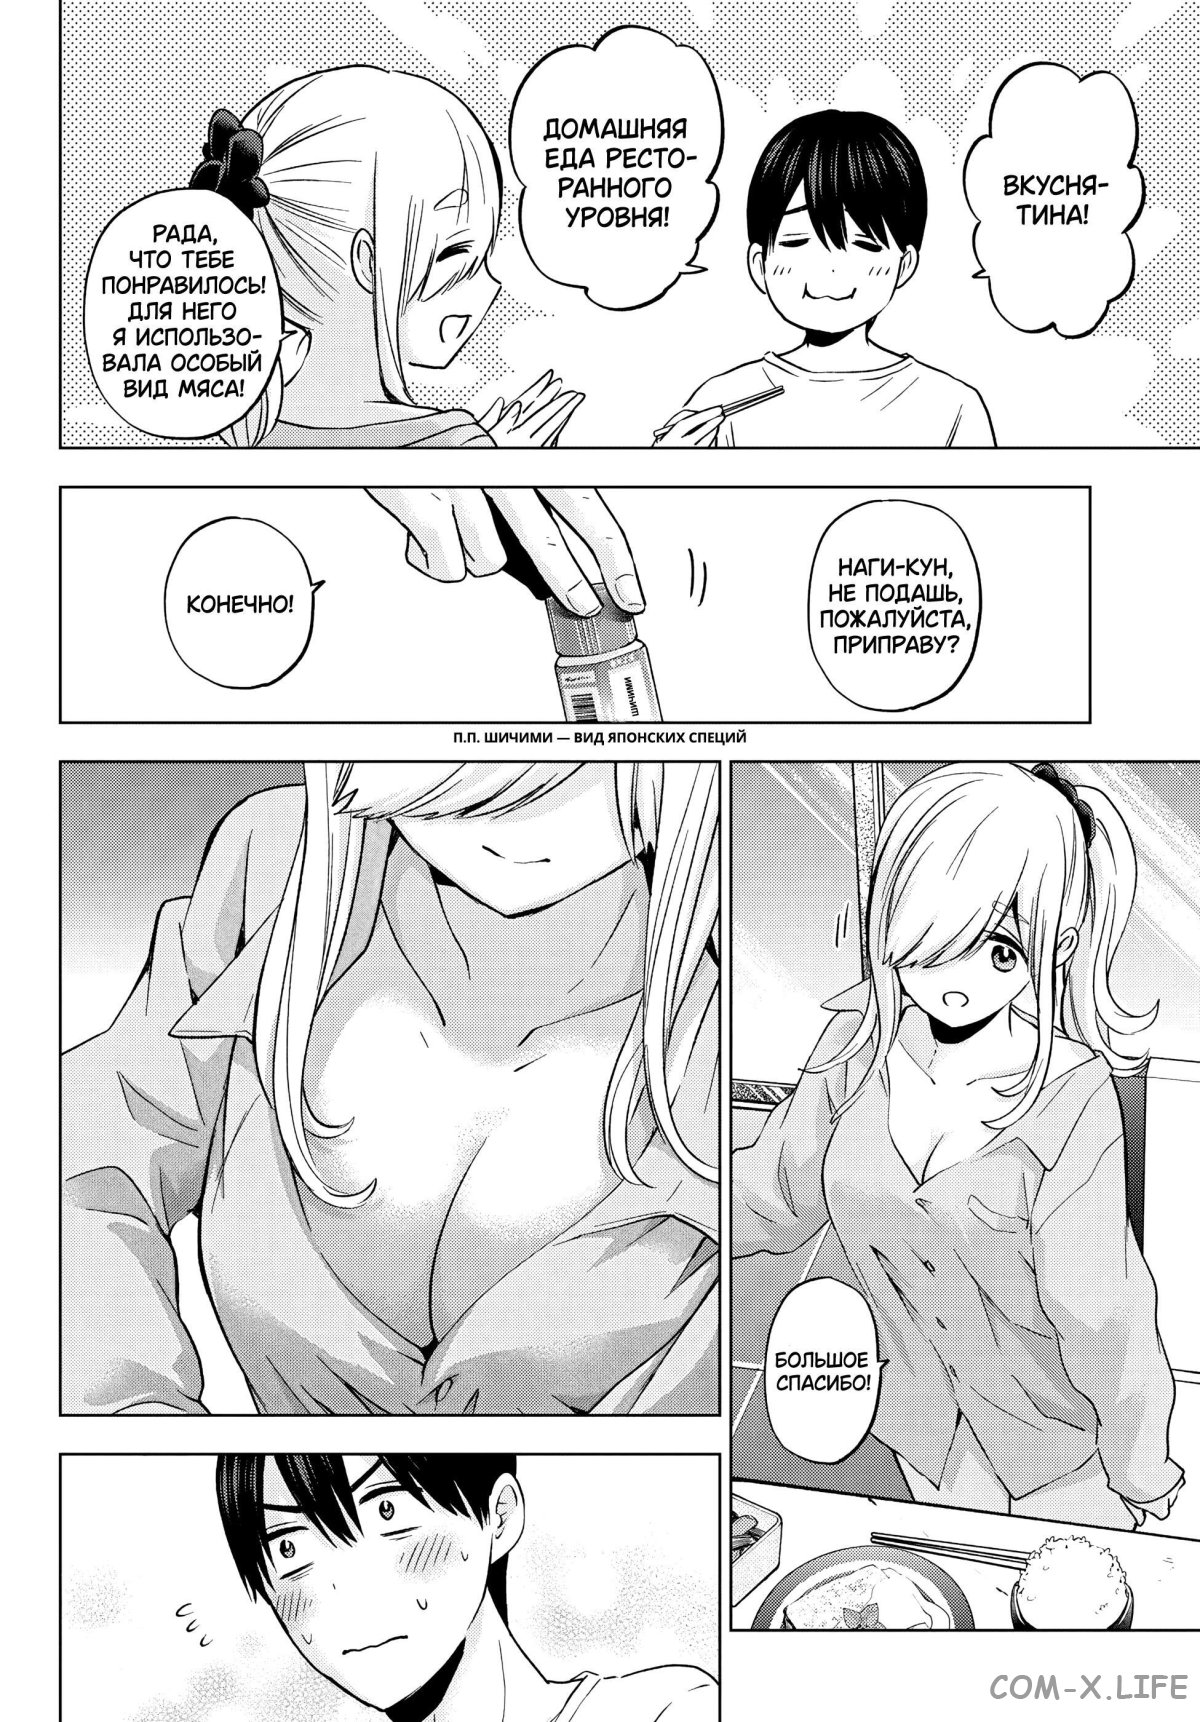 ВКУСНЯ-
ТИНА!
ДОМАШНЯЯ
ЕДА РЕСТО-
РАННОГО
УРОВНЯ!
РАДА,
ЧТО ТЕБЕ
ПОНРАВИЛОСЬ!
ДЛЯ НЕГО
Я ИСПОЛЬЗО-
ВАЛА ОСОБЫЙ
ВИД МЯСА!
НАГИ-КУН,
НЕ ПОДАШЬ,
ПОЖАЛУЙСТА,
ПРИПРАВУ?
КОНЕЧНО!
ШИЧИМИ
П.П. ШИЧИМИ — ВИД ЯПОНСКИХ СПЕЦИЙ
БОЛЬШОЕ
СПАСИБО!
COM-X.LIFE